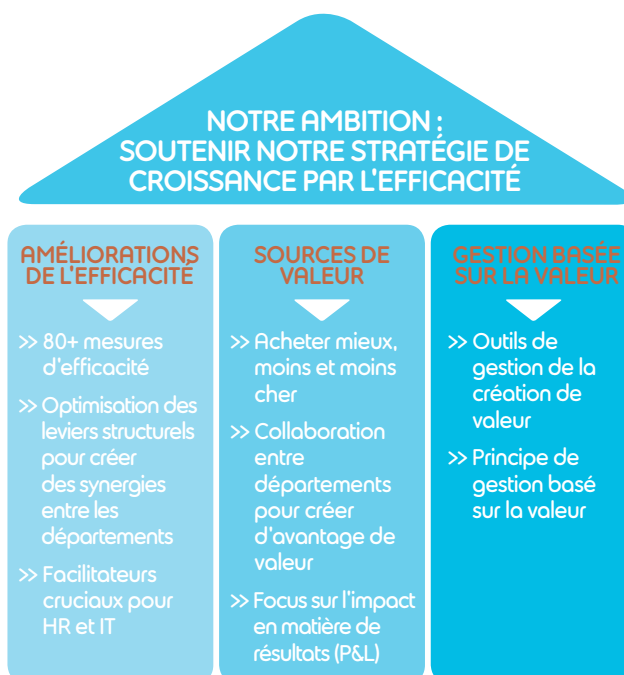 NOTRE AMBITION :
SOUTENIR NOTRE STRATÉGIE DE
CROISSANCE PAR L'EFFICACITÉ
AMÉLIORATIONS
DE L'EFFICACITÉ
>> 80+ mesures
d'efficacité
>> Optimisation des
leviers structurels
pour créer
des synergies
entre les
départements
>> Facilitateurs
cruciaux pour
HR et IT
SOURCES DE
VALEUR
>> Acheter mieux,
moins et moins
cher
>> Collaboration
entre
départements
pour créer
d'avantage de
valeur
>> Focus sur l'impact
en matière de
résultats (P&L)
GESTION BASÉE
SUR LA VALEUR
>> Outils de
gestion de la
création de
valeur
>> Principe de
gestion basé
sur la valeur